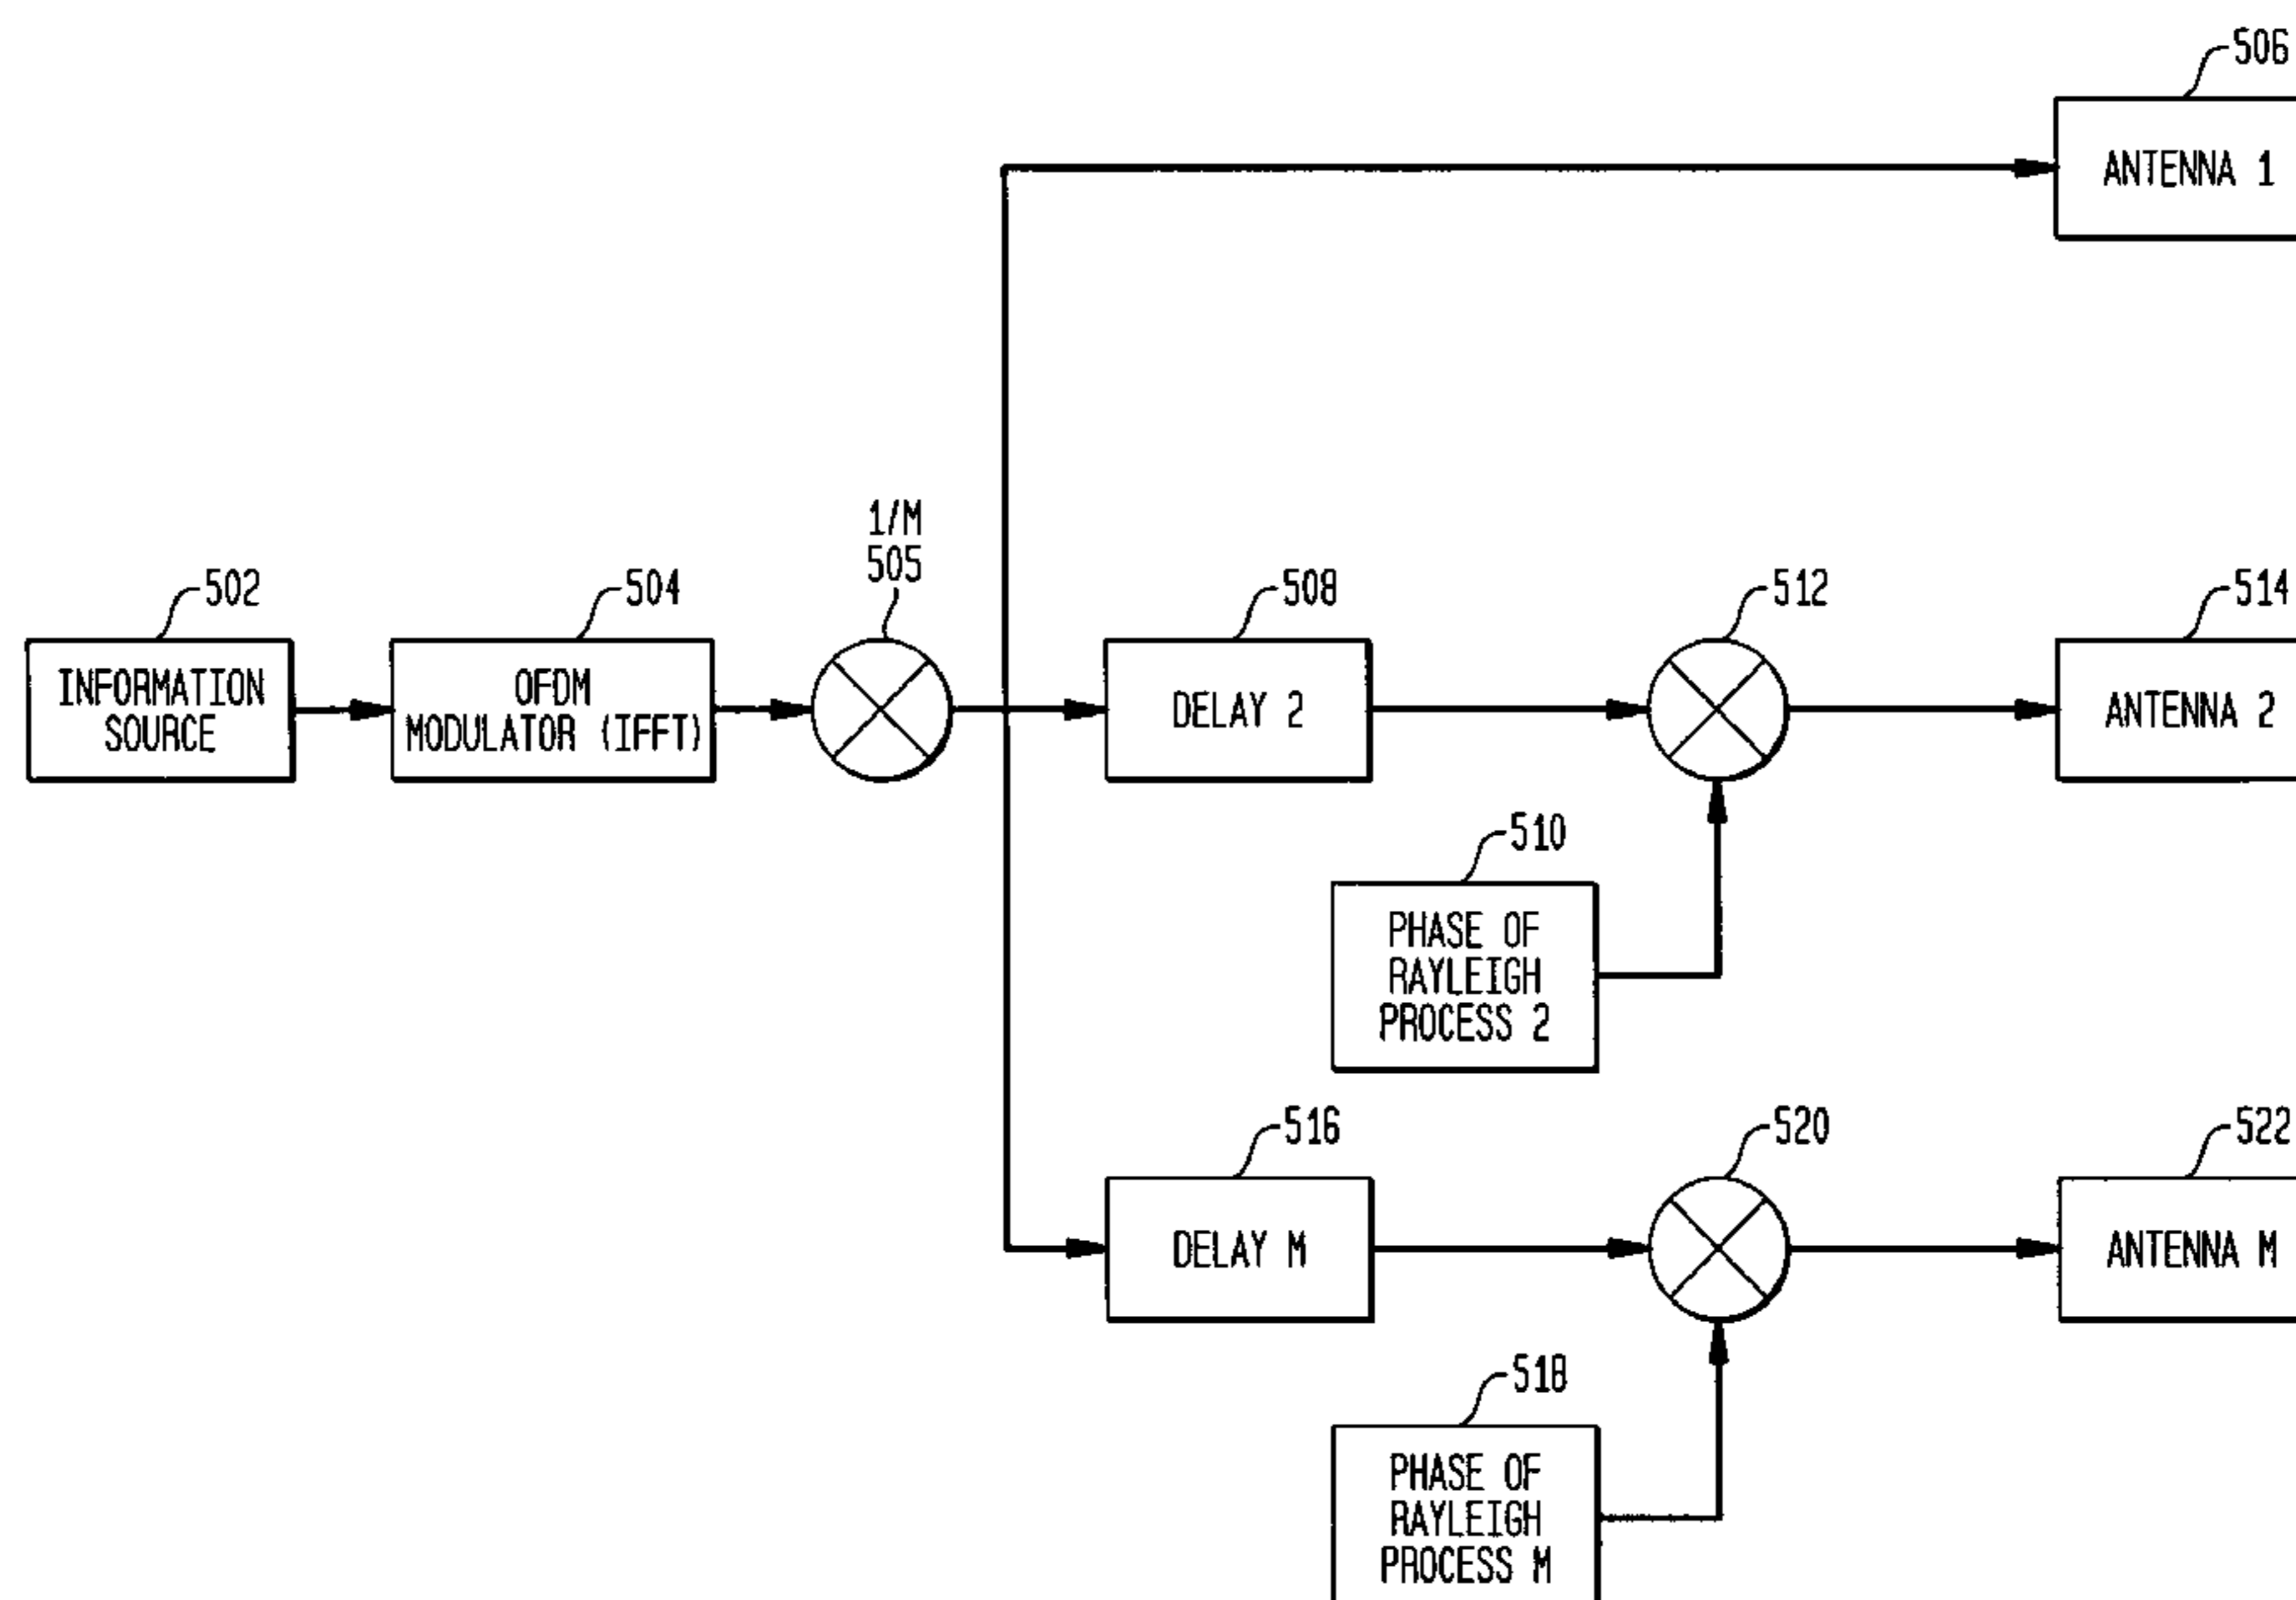 506
ANTENNA 1
1/M
505
502
504
508
512
514
INFORMATION
SOURCE
OFDM
MODULATOR (IFFT)
DELAY 2
ANTENNA 2
510
PHASE OF
RAYLEIGH
PROCESS 2
516
520
522
DELAY M
ANTENNA M
518
PHASE OF
RAYLEIGH
PROCESS M